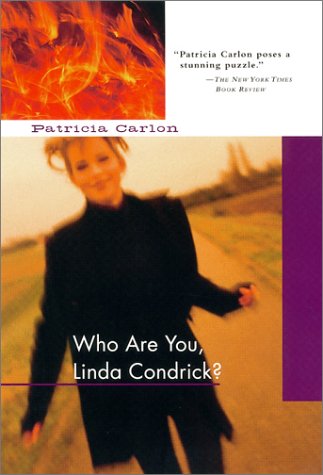 "Patricia Carlon poses a
stunning puzzle."
—THE NEW YORK TIMES
BOOK REVIEW
Patricia Carlon
Who Are You,
Linda Condrick?